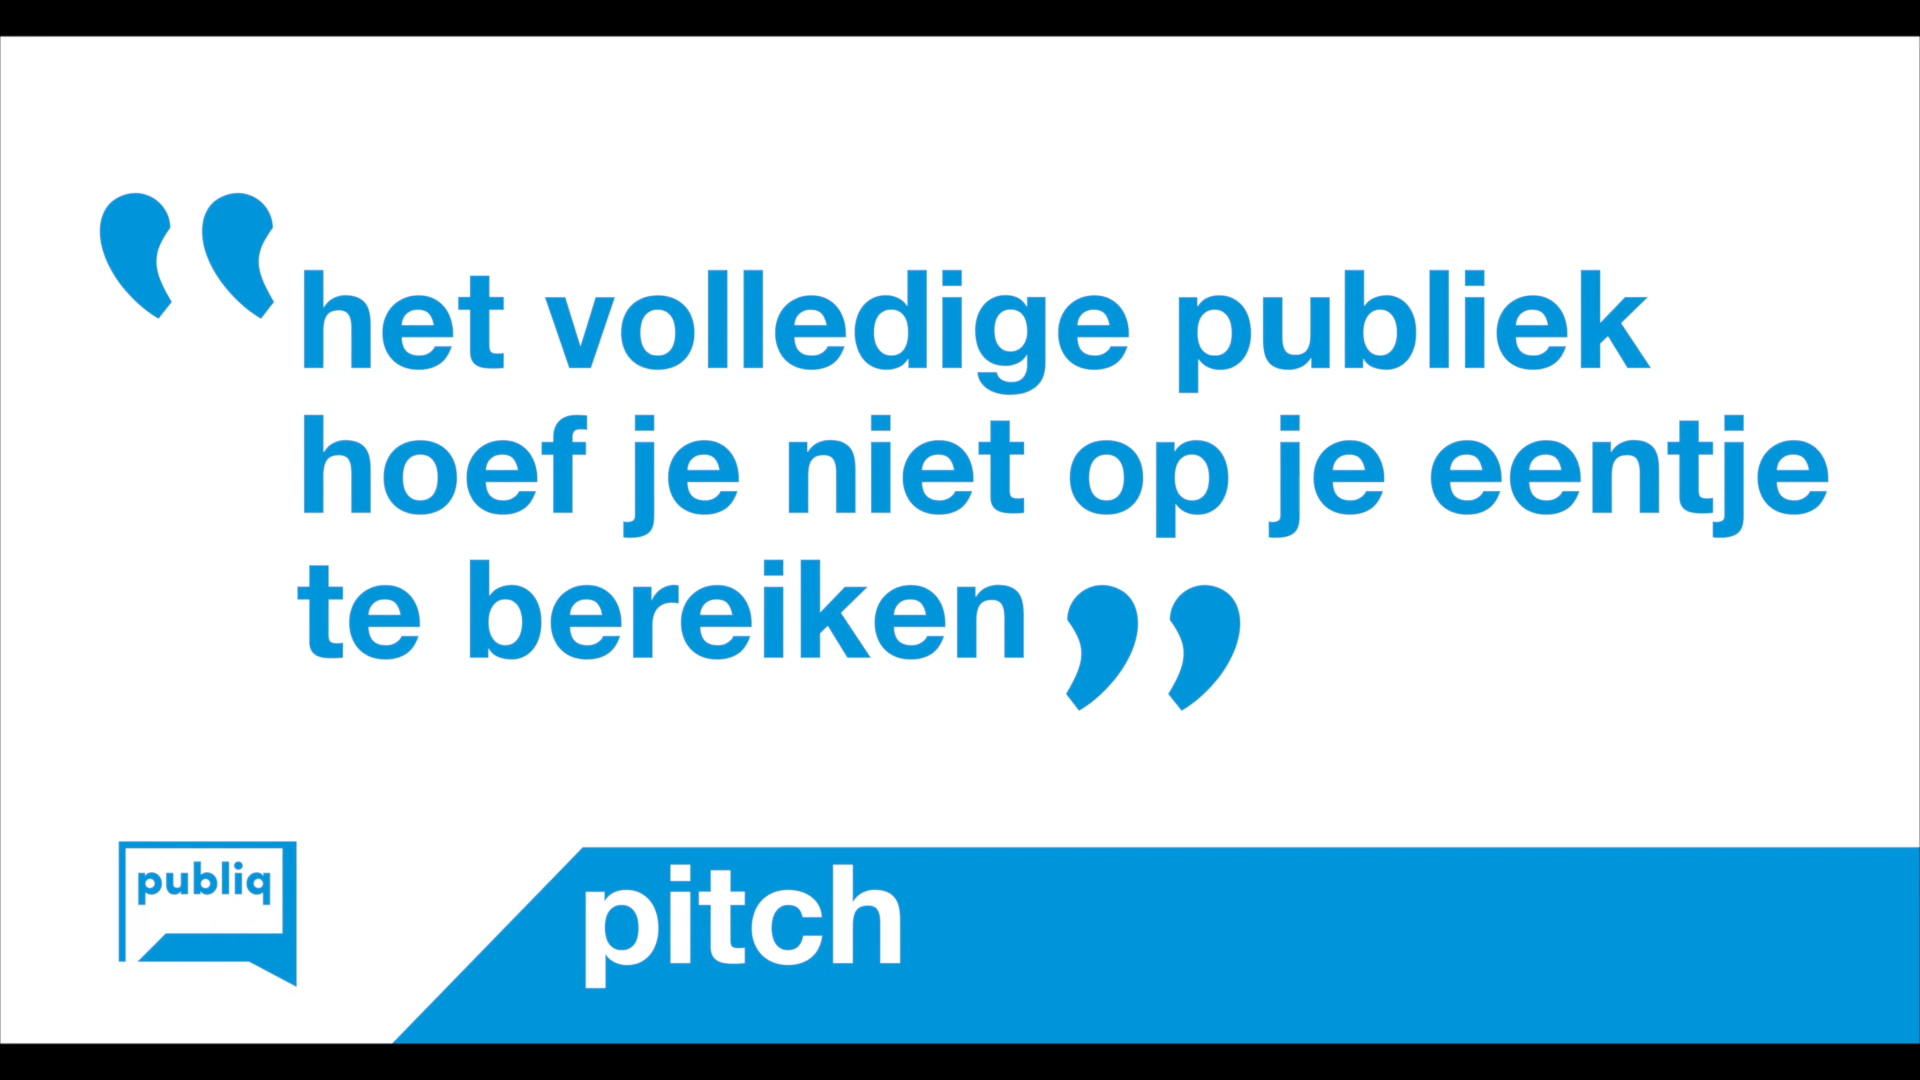 “het volledige publiek
hoef je niet op je eentje
te bereiken”
publiq
pitch